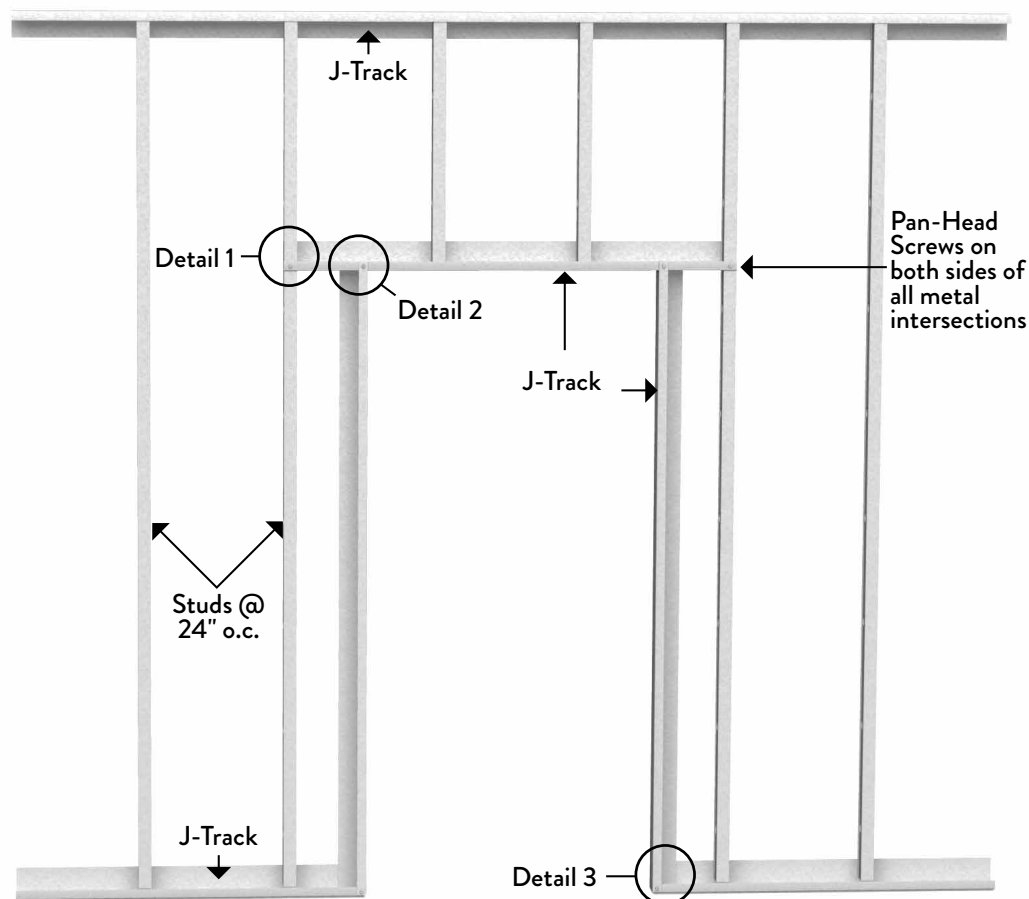 J-Track
Detail 1
Detail 2
Pan-Head
Screws on
both sides of
all metal
intersections
J-Track
Studs @
24" o.c.
J-Track
Detail 3